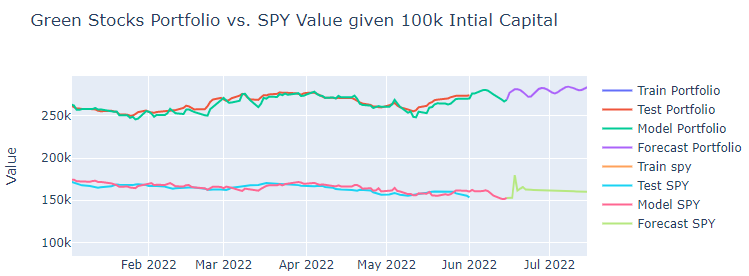 Green Stocks Portfolio vs. SPY Value given 100k Intial Capital
Value
250k
200k
150k
100k
Feb 2022
Mar 2022
Apr 2022
May 2022
Jun 2022
Jul 2022
Train Portfolio
Test Portfolio
Model Portfolio
Forecast Portfolio
Train spy
Test SPY
Model SPY
Forecast SPY